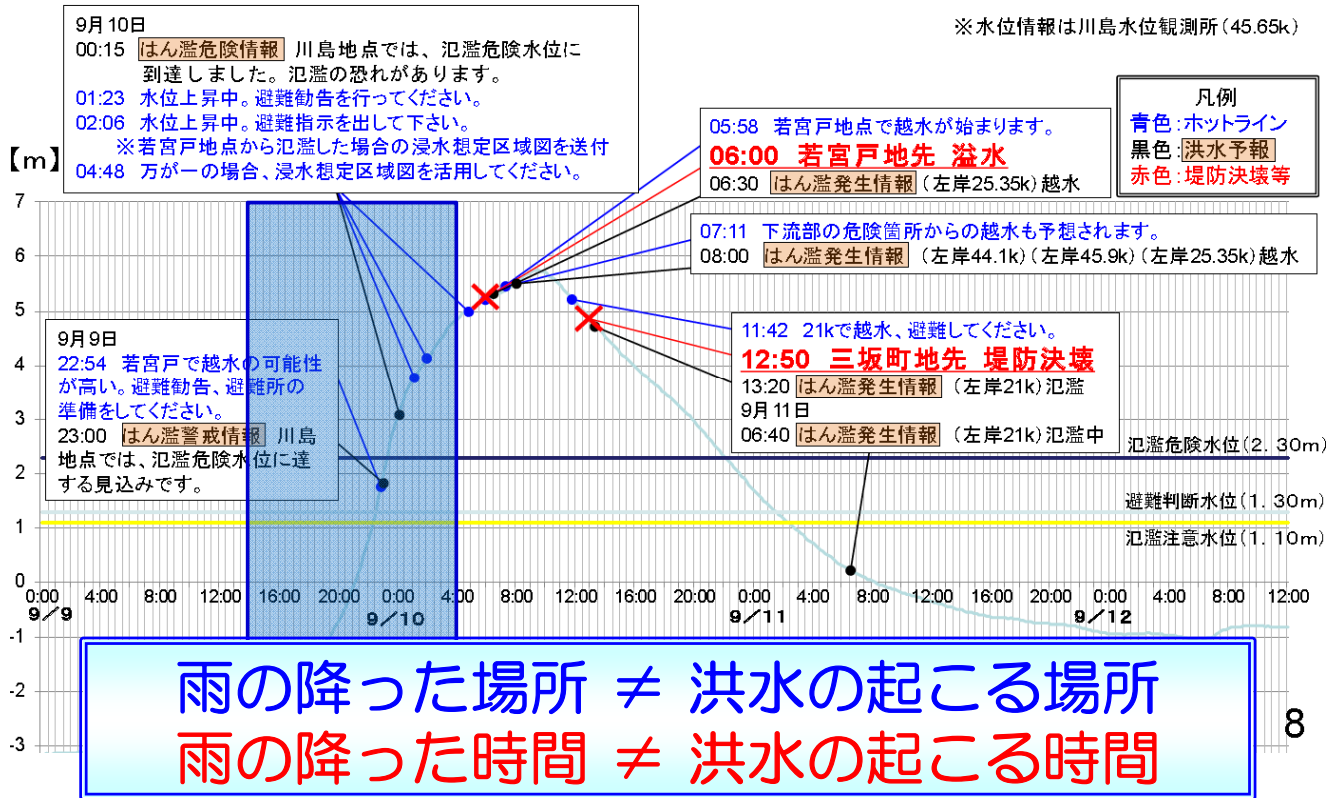 ※水位情報は川島水位観測所(45.65k)
9月10日
00:15 はん濫危険情報 川島地点では、氾濫危険水位に
到達しました。氾濫の恐れがあります。
01:23 水位上昇中。避難勧告を行ってください。
02:06 水位上昇中。避難指示を出して下さい。
※若宮戸地点から氾濫した場合の浸水想定区域図を送付
04:48 万が一の場合、浸水想定区域図を活用してください。
凡例
青色:ホットライン
黒色:洪水予報
赤色:堤防決壊等
05:58 若宮戸地点で越水が始まります。
06:00 若宮戸地先 溢水
06:30 はん濫発生情報 (左岸25.35k)越水
07:11 下流部の危険箇所からの越水も予想されます。
08:00 はん濫発生情報 (左岸44.1k)(左岸45.9k)(左岸25.35k)越水
11:42 21kで越水、避難してください。
12:50 三坂町地先 堤防決壊
13:20 はん濫発生情報 (左岸21k)氾濫
9月11日
06:40 はん濫発生情報 (左岸21k)氾濫中
9月9日
22:54 若宮戸で越水の可能性
が高い。避難勧告、避難所の
準備をしてください。
23:00 はん濫警戒情報 川島
地点では、氾濫危険水位に達
する見込みです。
【m】
7
6
5
4
3
2
1
0
-1
-2
-3
氾濫危険水位(2.30m)
避難判断水位(1.30m)
氾濫注意水位(1.10m)
0:00 4:00 8:00 12:00 16:00 20:00 0:00 4:00 8:00 12:00 16:00 20:00 0:00 4:00 8:00 12:00 16:00 20:00 0:00 4:00 8:00 12:00
9/9 9/10 9/11 9/12
雨の降った場所 ≠ 洪水の起こる場所
雨の降った時間 ≠ 洪水の起こる時間
8